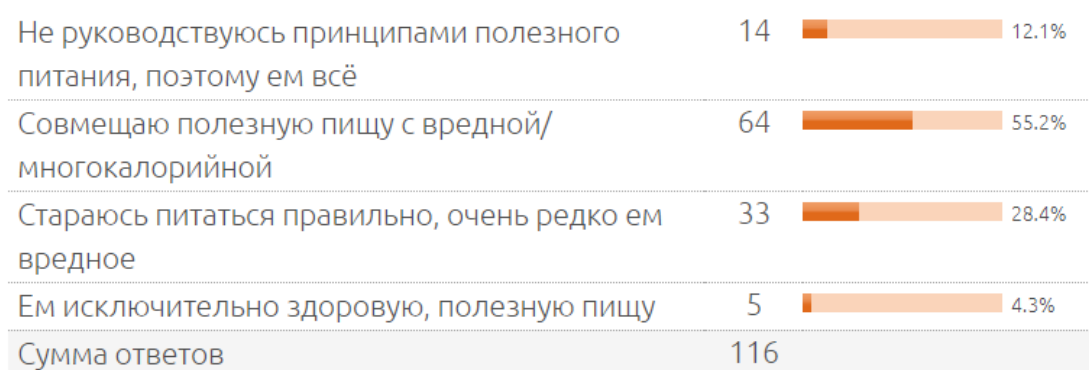 Не руководствуюсь принципами полезного 14 12.1%
питания, поэтому ем всё
Совмещаю полезную пищу с вредной/ 64 55.2%
многокалорийной
Стараюсь питаться правильно, очень редко ем 33 28.4%
вредное
Ем исключительно здоровую, полезную пищу 5 4.3%
Сумма ответов 116